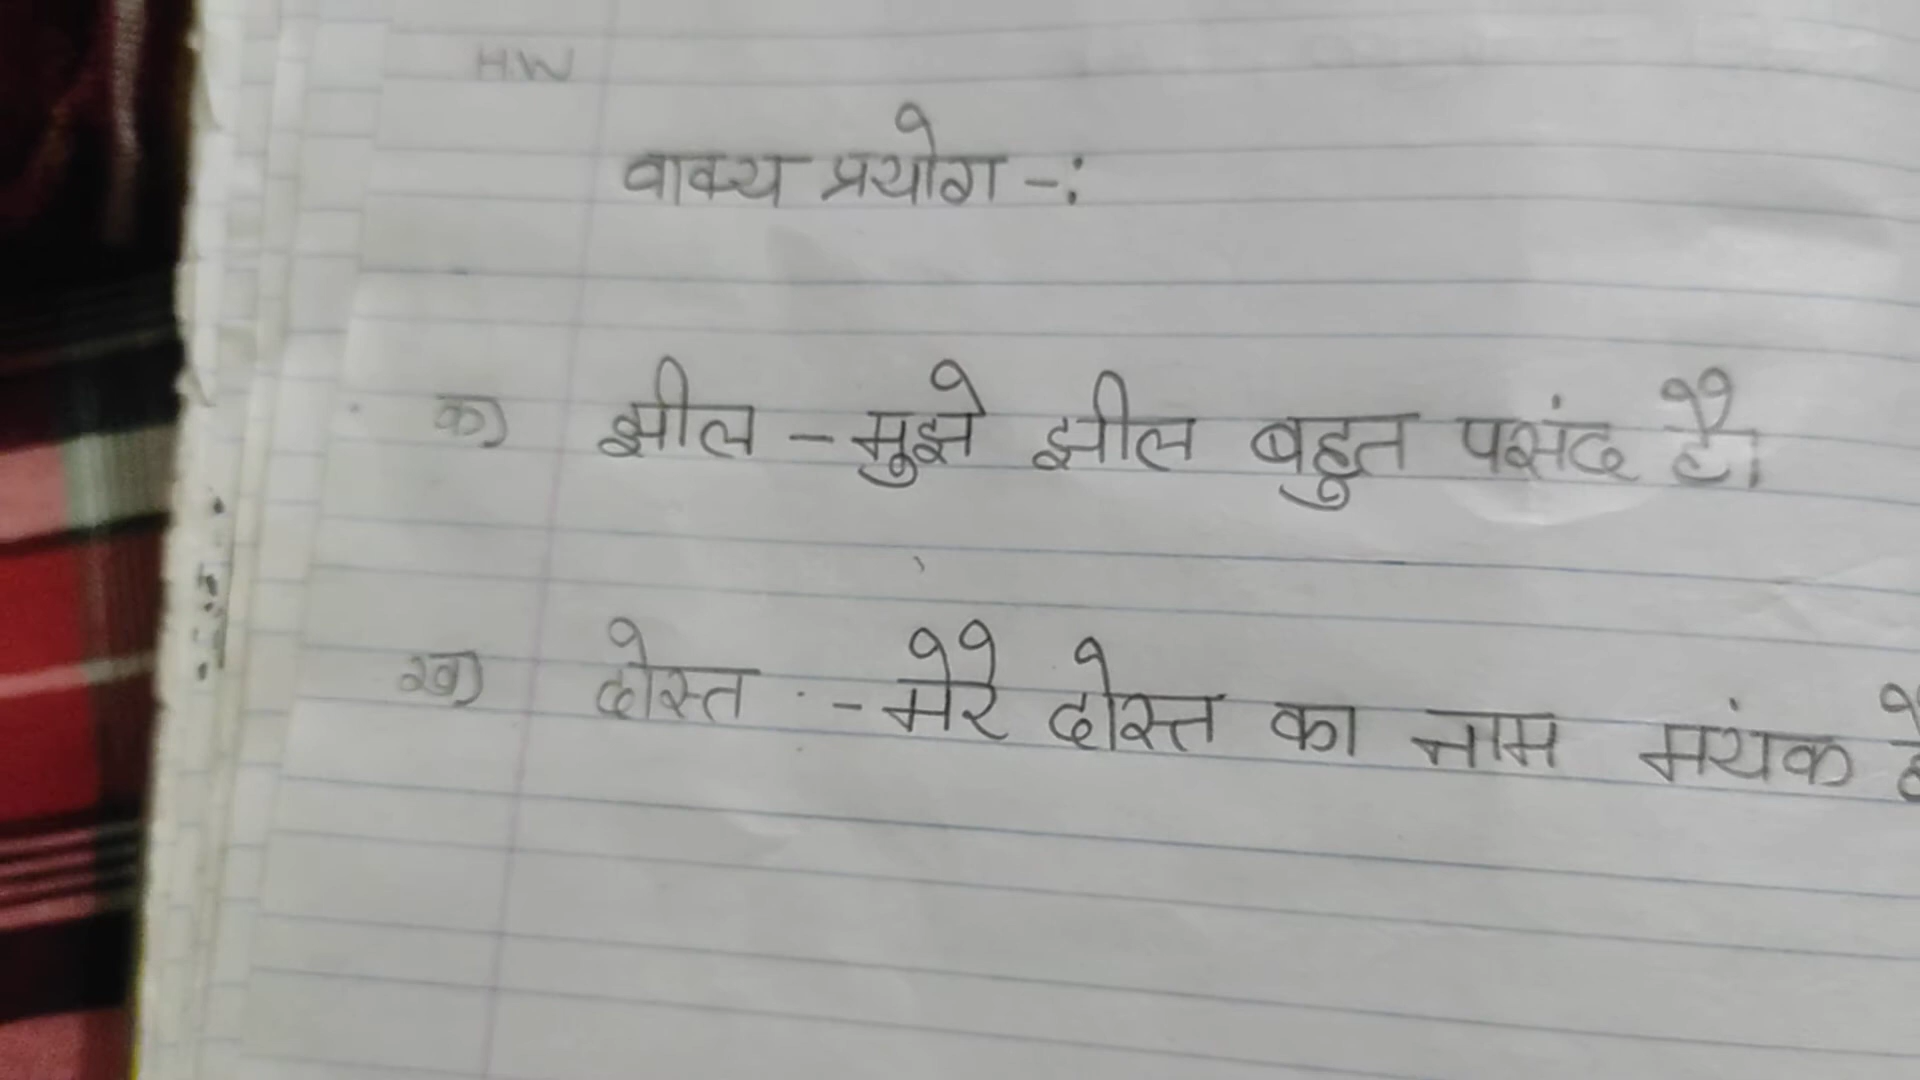 H.W
वाक्य प्रयोग -:
क) झील - मुझे झील बहुत पसंद है।
ख) दोस्त - मेरे दोस्त का नाम मयंक है